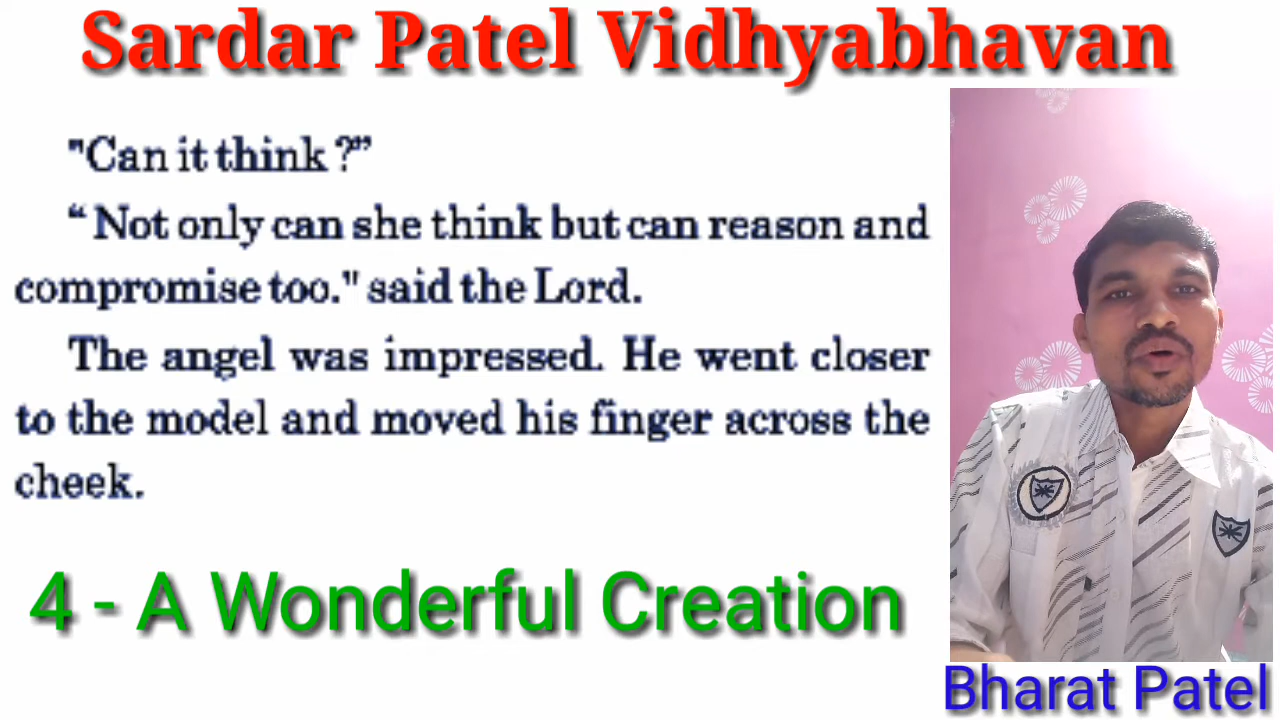 Sardar Patel Vidhyabhavan
"Can it think ?”
“ Not only can she think but can reason and
compromise too." said the Lord.
The angel was impressed. He went closer
to the model and moved his finger across the
cheek.
4 - A Wonderful Creation
Bharat Patel